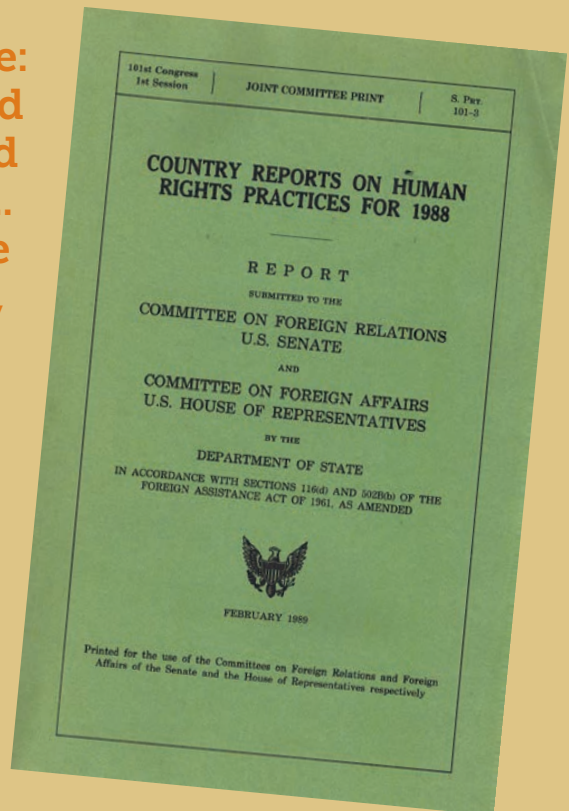 e:
d
d
.
e
101st Congress
1st Session
JOINT COMMITTEE PRINT
S. PRT.
101-3
COUNTRY REPORTS ON HUMAN
RIGHTS PRACTICES FOR 1988
REPORT
SUBMITTED TO THE
COMMITTEE ON FOREIGN RELATIONS
U.S. SENATE
AND
COMMITTEE ON FOREIGN AFFAIRS
U.S. HOUSE OF REPRESENTATIVES
BY THE
DEPARTMENT OF STATE
IN ACCORDANCE WITH SECTIONS 116(d) AND 502B(b) OF THE
FOREIGN ASSISTANCE ACT OF 1961, AS AMENDED
FEBRUARY 1989
Printed for the use of the Committees on Foreign Relations and Foreign
Affairs of the Senate and the House of Representatives respectively